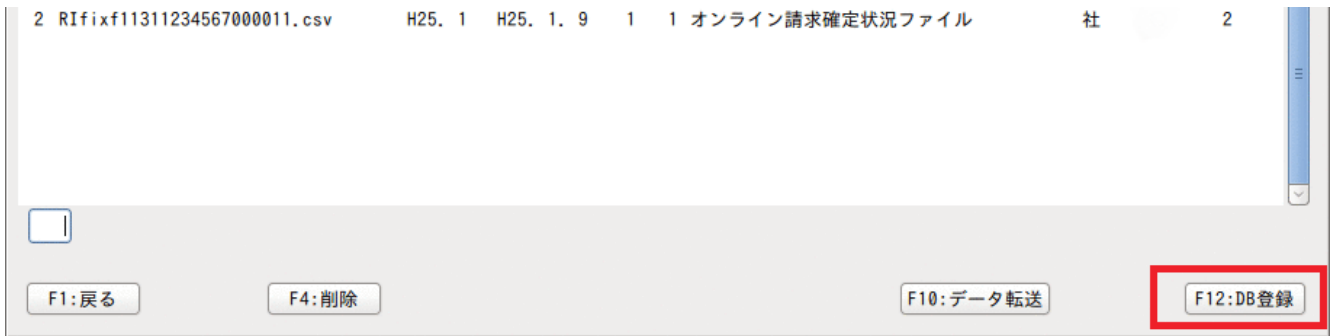 2 RIfixf11311234567000011.csv H25. 1 H25. 1. 9 1 1 オンライン請求確定状況ファイル 社 2
F1:戻る F4:削除 F10:データ転送 F12:DB登録